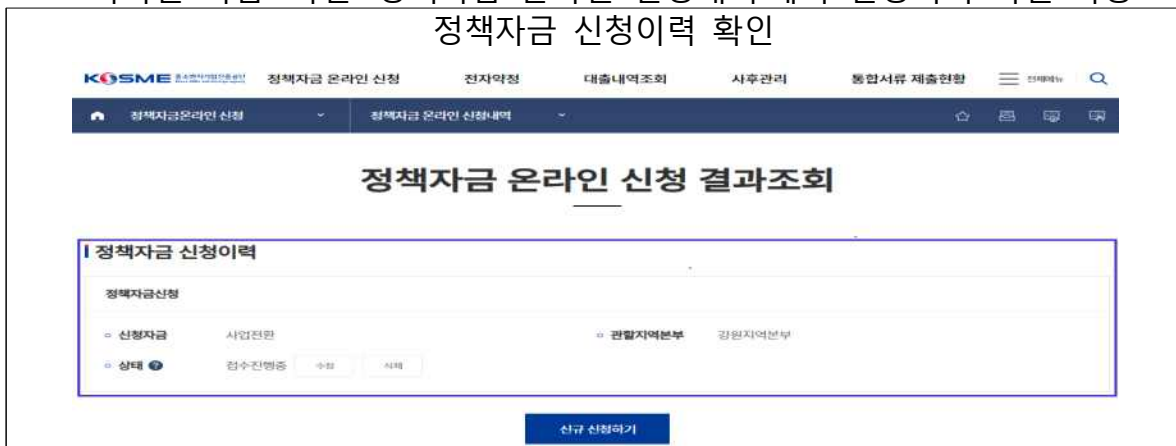 정책자금 신청이력 확인
KOSME 정책자금 온라인 신청 전자약정 대출내역조회 사후관리 통합서류 제출현황 전체메뉴
정책자금온라인 신청 정책자금 온라인 신청내역
정책자금 온라인 신청 결과조회
정책자금 신청이력
정책자금신청
신청자금 사업전환 관할지역본부 강원지역본부
상태 접수진행중 수정 삭제
신규 신청하기